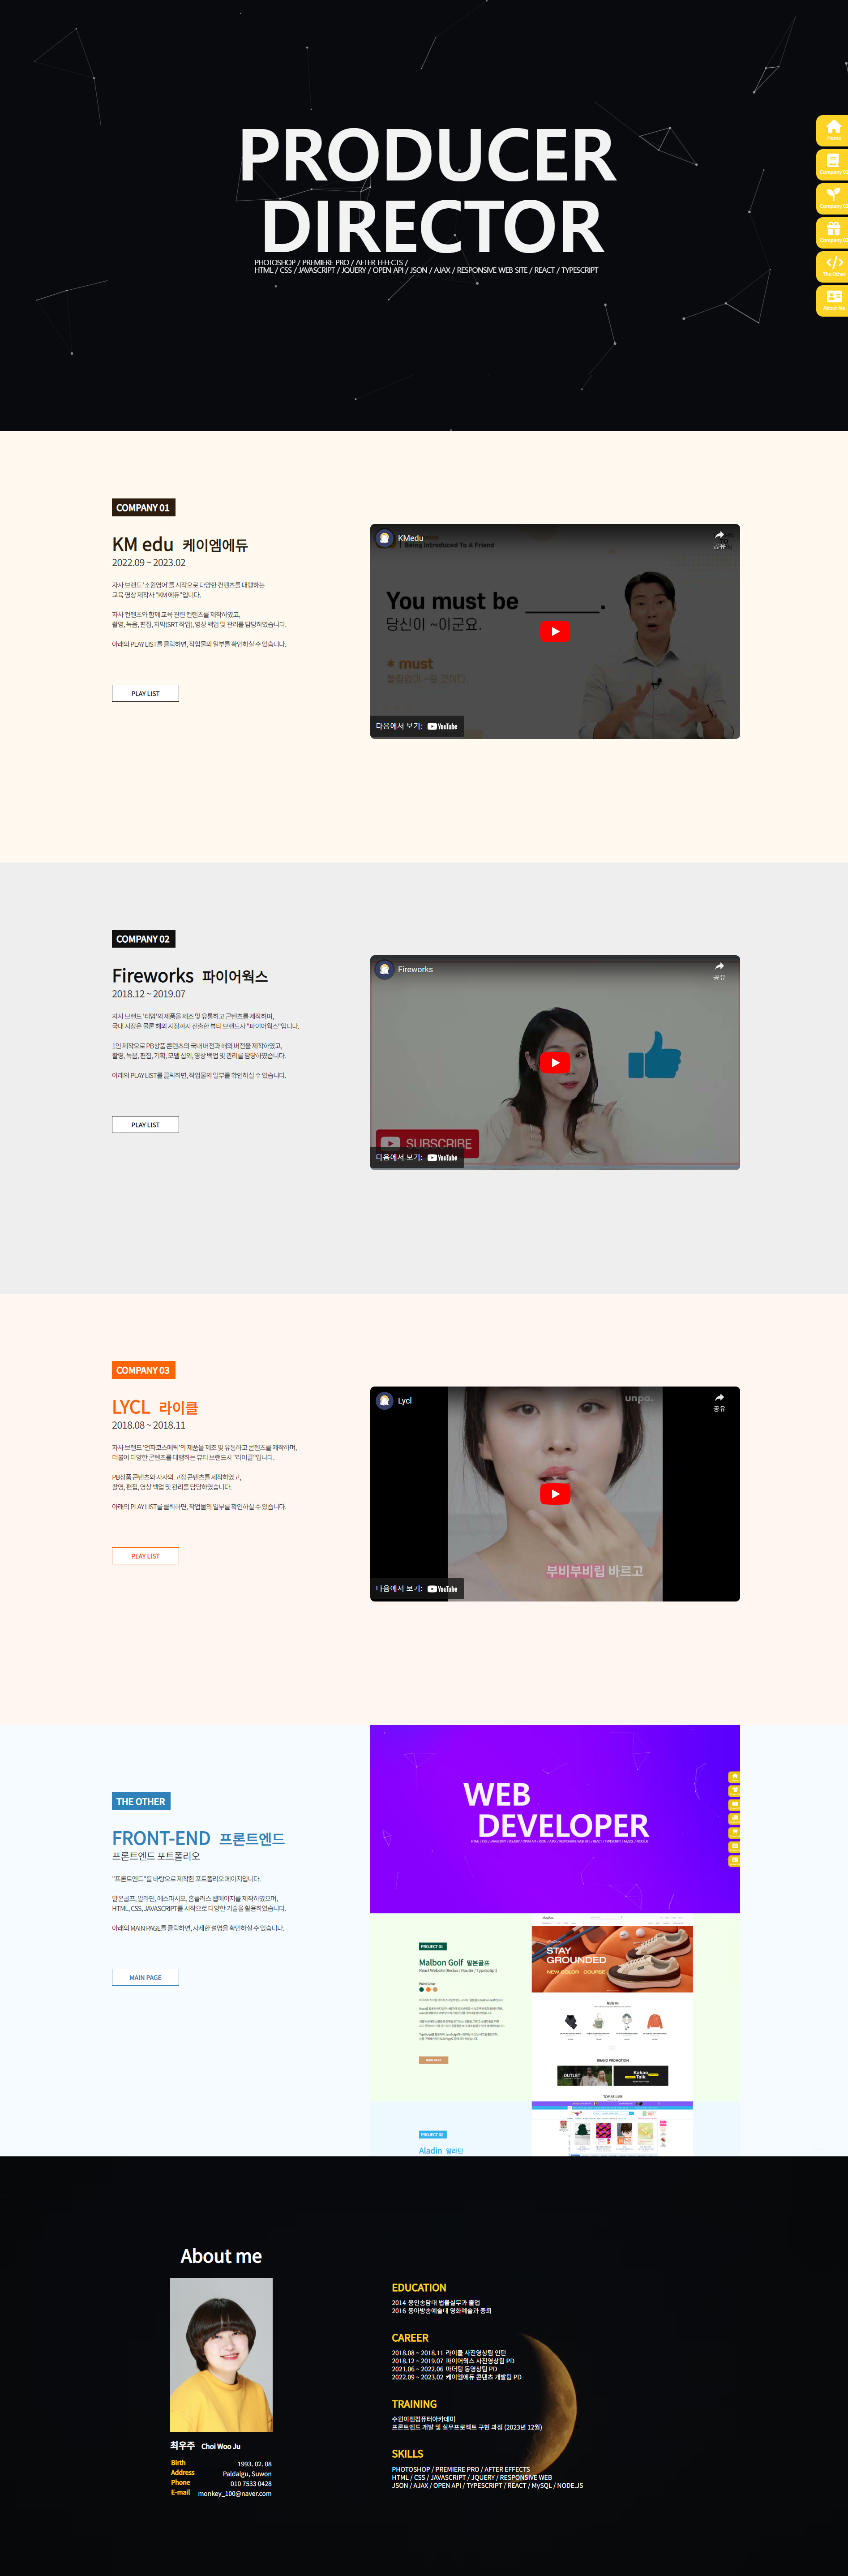 PRODUCER
DIRECTOR
PHOTOSHOP / PREMIERE PRO / AFTER EFFECTS /
HTML / CSS / JAVASCRIPT / JQUERY / OPEN API / JSON / AJAX / RESPONSIVE WEB SITE / REACT / TYPESCRIPT
Home
Company 01
Company 02
Company 03
The Other
About Me
COMPANY 01
KM edu 케이엠에듀
2022.09 ~ 2023.02
자사 브랜드 '소원영어'를 시작으로 다양한 컨텐츠를 대행하는
교육 영상 제작사 "KM 에듀"입니다.
자사 컨텐츠와 함께 교육 관련 컨텐츠를 제작하였고,
촬영, 녹음, 편집, 자막(SRT 작업), 영상 백업 및 관리를 담당하였습니다.
아래의 PLAY LIST를 클릭하면, 작업물의 일부를 확인하실 수 있습니다.
PLAY LIST
KMedu
공유
Being Introduced To A Friend
You must be ______.
당신이 ~이군요.
* must
다음에서 보기: YouTube
COMPANY 02
Fireworks 파이어웍스
2018.12 ~ 2019.07
자사 브랜드 '티암'의 제품을 제조 및 유통하고 콘텐츠를 제작하며,
국내 시장은 물론 해외 시장까지 진출한 뷰티 브랜드사 "파이어웍스"입니다.
1인 제작으로 PB상품 콘텐츠의 국내 버전과 해외 버전을 제작하였고,
촬영, 녹음, 편집, 기획, 모델 섭외, 영상 백업 및 관리를 담당하였습니다.
아래의 PLAY LIST를 클릭하면, 작업물의 일부를 확인하실 수 있습니다.
PLAY LIST
Fireworks
공유
SUBSCRIBE
다음에서 보기: YouTube
COMPANY 03
LYCL 라이클
2018.08 ~ 2018.11
자사 브랜드 '언파코스메틱'의 제품을 제조 및 유통하고 콘텐츠를 제작하며,
더불어 다양한 콘텐츠를 대행하는 뷰티 브랜드사 "라이클"입니다.
PB상품 콘텐츠와 자사의 고정 콘텐츠를 제작하였고,
촬영, 편집, 영상 백업 및 관리를 담당하였습니다.
아래의 PLAY LIST를 클릭하면, 작업물의 일부를 확인하실 수 있습니다.
PLAY LIST
Lycl
unpa.
공유
부비부비립 바르고
다음에서 보기: YouTube
THE OTHER
FRONT-END 프론트엔드
프론트엔드 포트폴리오
"프론트엔드"를 바탕으로 제작한 포트폴리오 페이지입니다.
말본골프, 알라딘, 에스파시오, 홈플러스 웹페이지를 제작하였으며,
HTML, CSS, JAVASCRIPT를 시작으로 다양한 기술을 활용하였습니다.
아래의 MAIN PAGE를 클릭하면, 자세한 설명을 확인하실 수 있습니다.
MAIN PAGE
WEB
DEVELOPER
PROJECT 01
Malbon Golf 말본골프
React Website (Redux / Router / TypeScript)
Point Color
STAY
GROUNDED
NEW COLOR COURSE
NEW IN
BRAND PROMOTION
OUTLET
Kakao
Talk
TOP SELLER
PROJECT 02
Aladin 알라딘
About me
최우주 Choi Woo Ju
Birth 1993. 02. 08
Address Paldalgu, Suwon
Phone 010 7533 0428
E-mail monkey_100@naver.com
EDUCATION
2014 용인송담대 법률실무과 졸업
2016 동아방송예술대 영화예술과 중퇴
CAREER
2018.08 ~ 2018.11 라이클 사진영상팀 인턴
2018.12 ~ 2019.07 파이어웍스 사진영상팀 PD
2021.06 ~ 2022.06 마더텅 동영상팀 PD
2022.09 ~ 2023.02 케이엠에듀 콘텐츠 개발팀 PD
TRAINING
수원이젠컴퓨터아카데미
프론트엔드 개발 및 실무프로젝트 구현 과정 (2023년 12월)
SKILLS
PHOTOSHOP / PREMIERE PRO / AFTER EFFECTS
HTML / CSS / JAVASCRIPT / JQUERY / RESPONSIVE WEB
JSON / AJAX / OPEN API / TYPESCRIPT / REACT / MySQL / NODE.JS